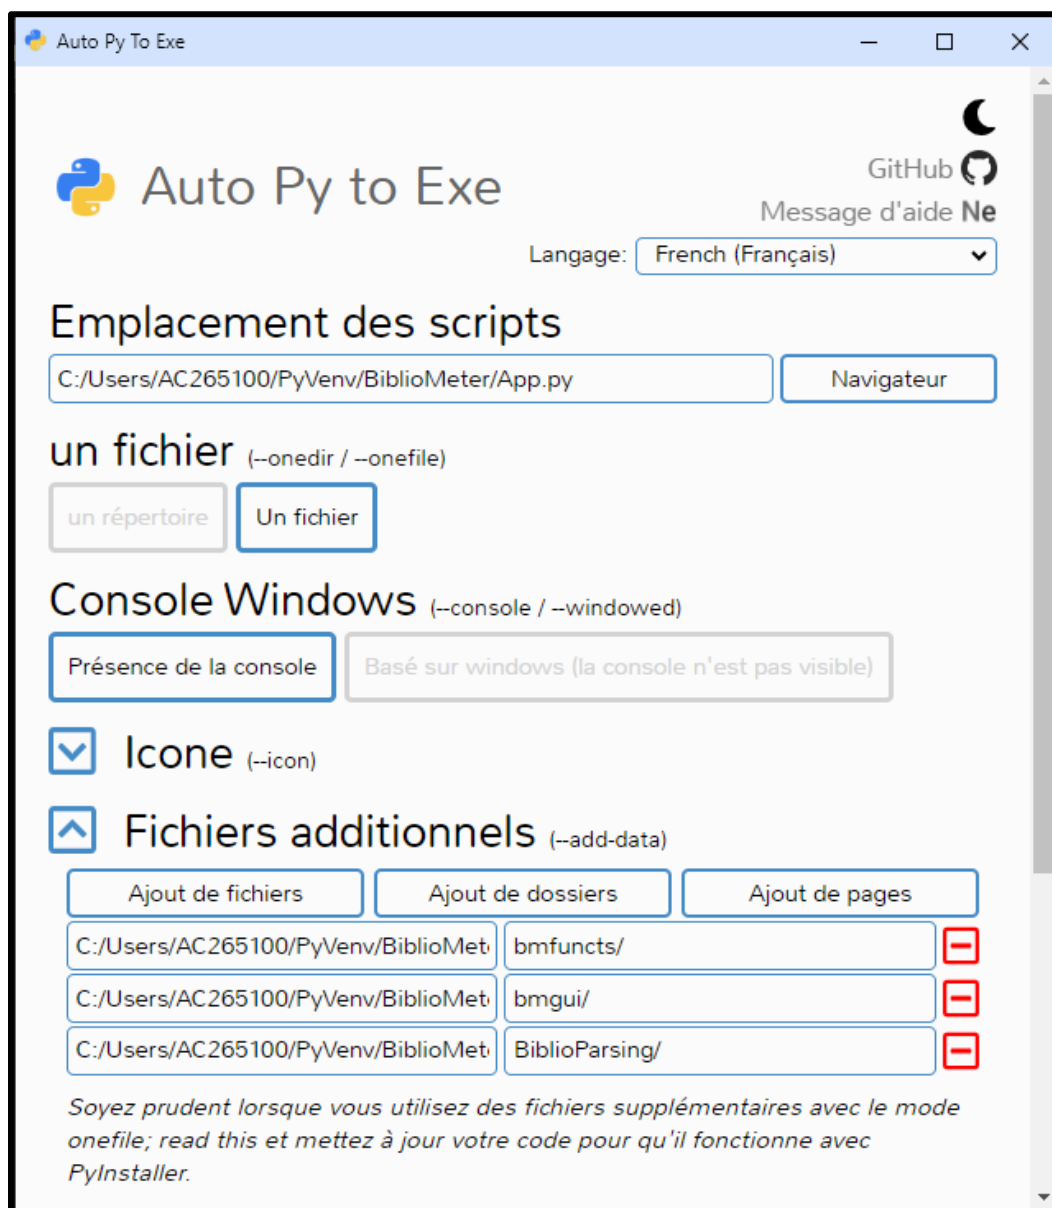 Auto Py To Exe
Auto Py to Exe
GitHub
Message d'aide Ne
Langage: French (Français)
Emplacement des scripts
C:/Users/AC265100/PyVenv/BiblioMeter/App.py Navigateur
un fichier (--onedir / --onefile)
un répertoire Un fichier
Console Windows (--console / --windowed)
Présence de la console Basé sur windows (la console n'est pas visible)
Icone (--icon)
Fichiers additionnels (--add-data)
Ajout de fichiers Ajout de dossiers Ajout de pages
C:/Users/AC265100/PyVenv/BiblioMet bmfuncts/
C:/Users/AC265100/PyVenv/BiblioMet bmgui/
C:/Users/AC265100/PyVenv/BiblioMet BiblioParsing/
Soyez prudent lorsque vous utilisez des fichiers supplémentaires avec le mode
onefile; read this et mettez à jour votre code pour qu'il fonctionne avec
PyInstaller.